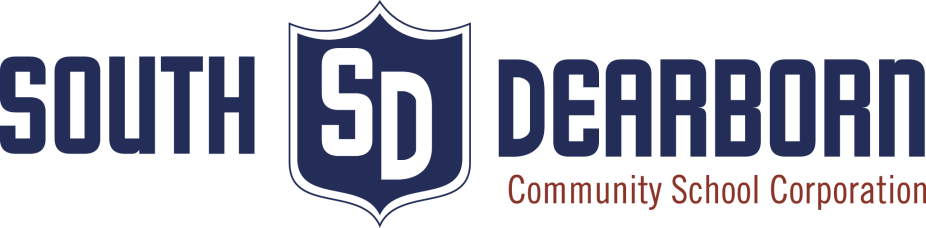 SOUTH SD DEARBORN
Community School Corporation